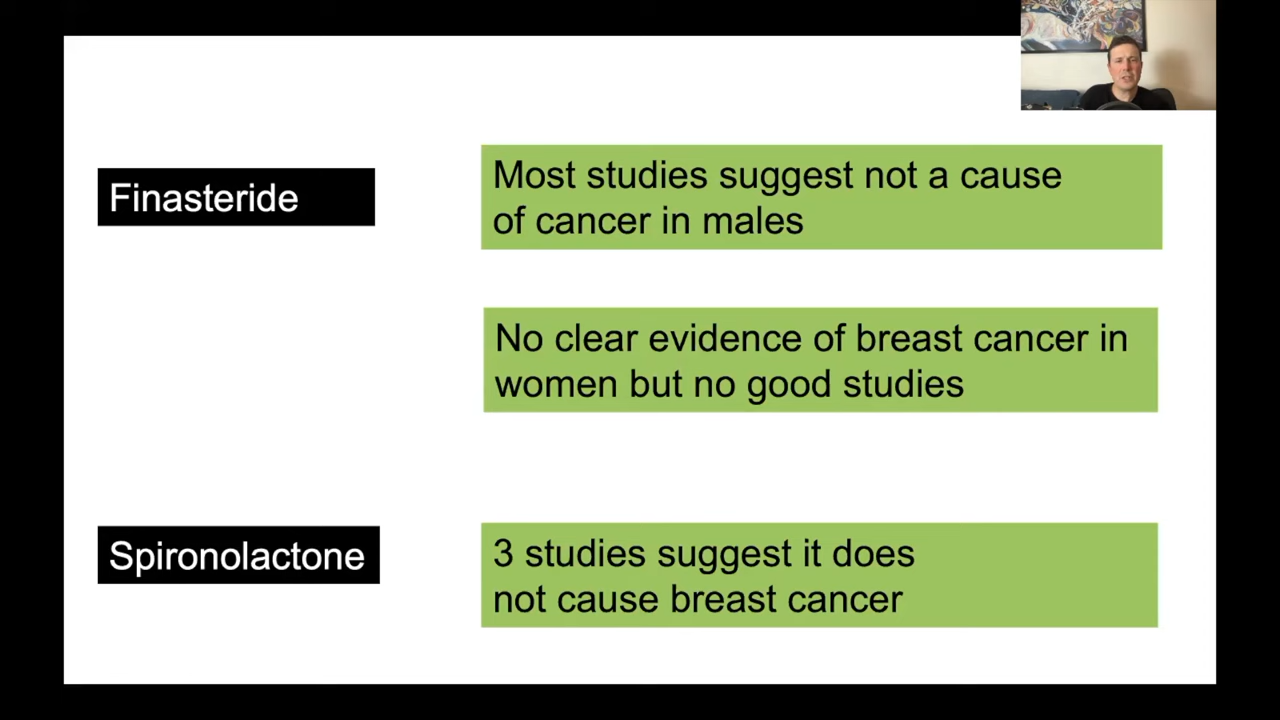 Finasteride
Most studies suggest not a cause
of cancer in males
No clear evidence of breast cancer in
women but no good studies
Spironolactone
3 studies suggest it does
not cause breast cancer